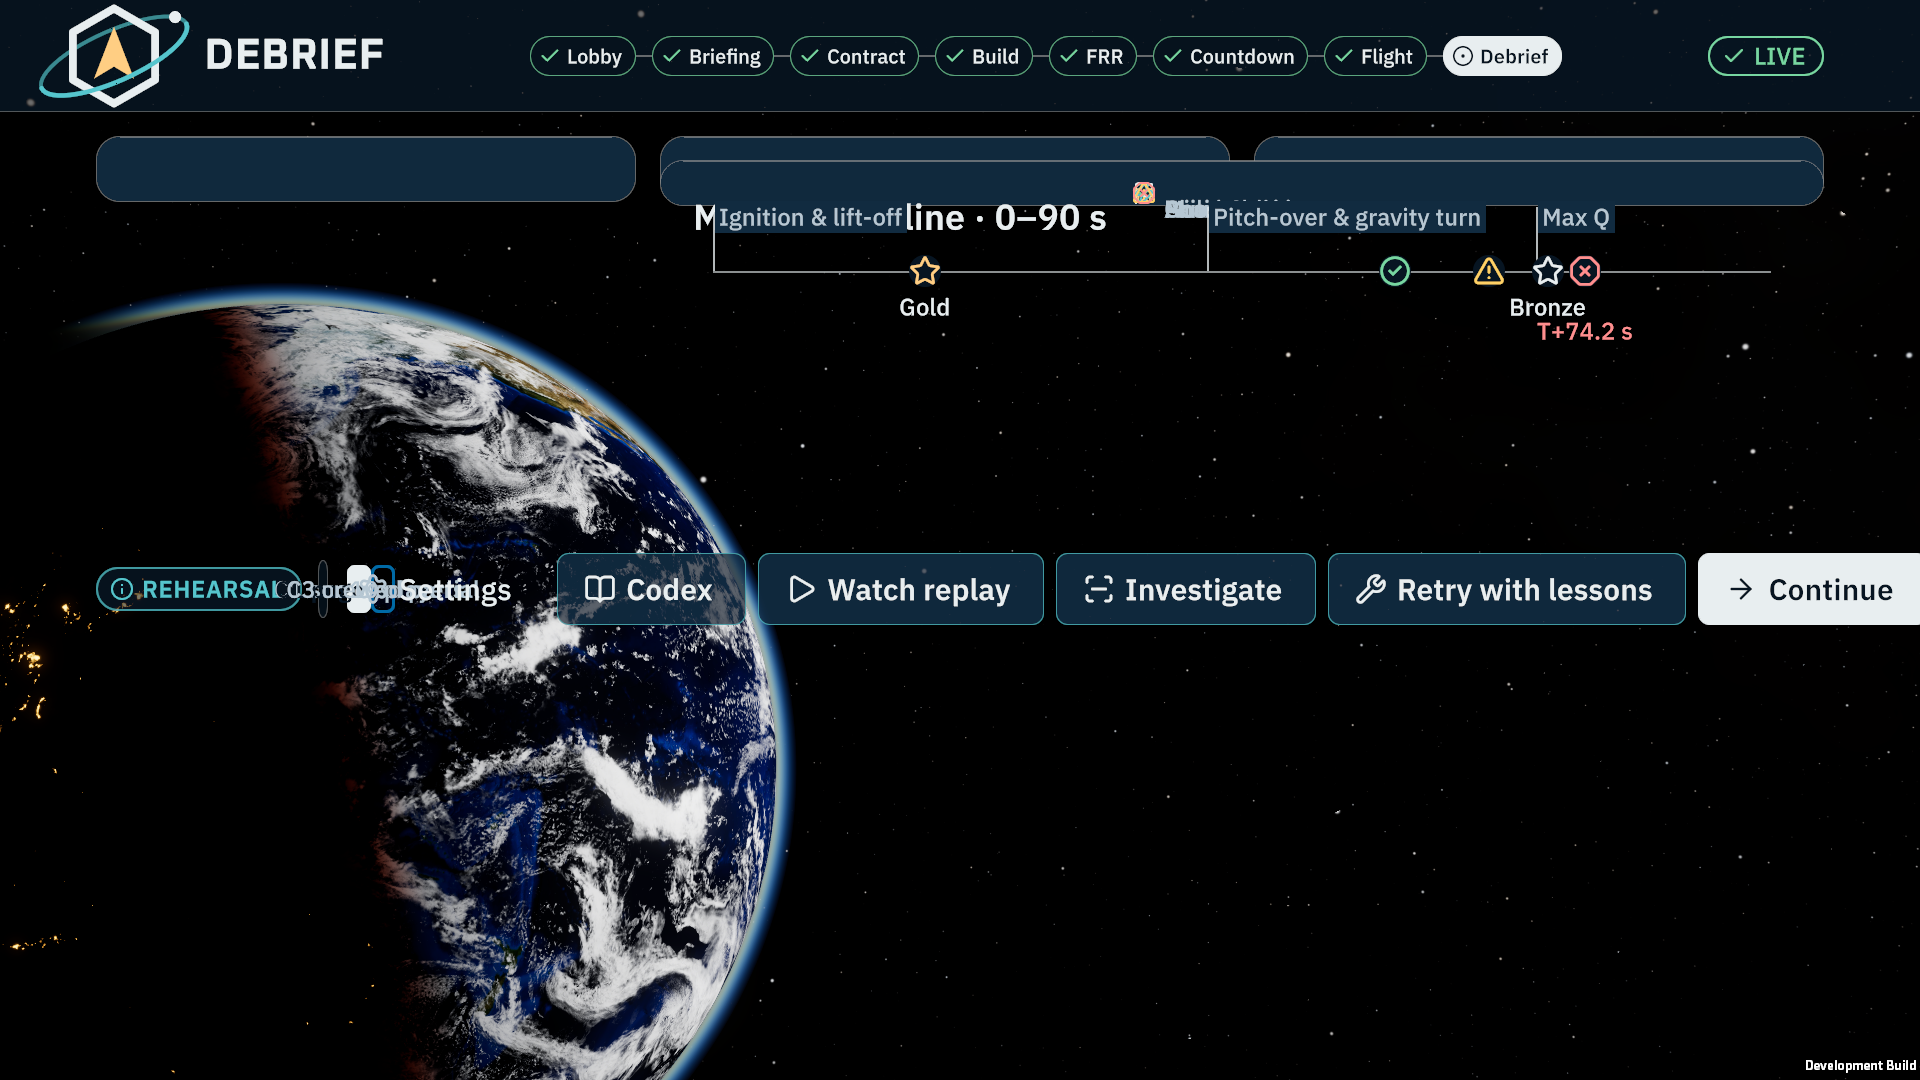 DEBRIEF
Lobby
Briefing
Contract
Build
FRR
Countdown
Flight
Debrief
LIVE
Ignition & lift-off
line · 0–90 s
Pitch-over & gravity turn
Max Q
Gold
Bronze
T+74.2 s
REHEARSAL
Settings
Codex
Watch replay
Investigate
Retry with lessons
Continue
Development Build